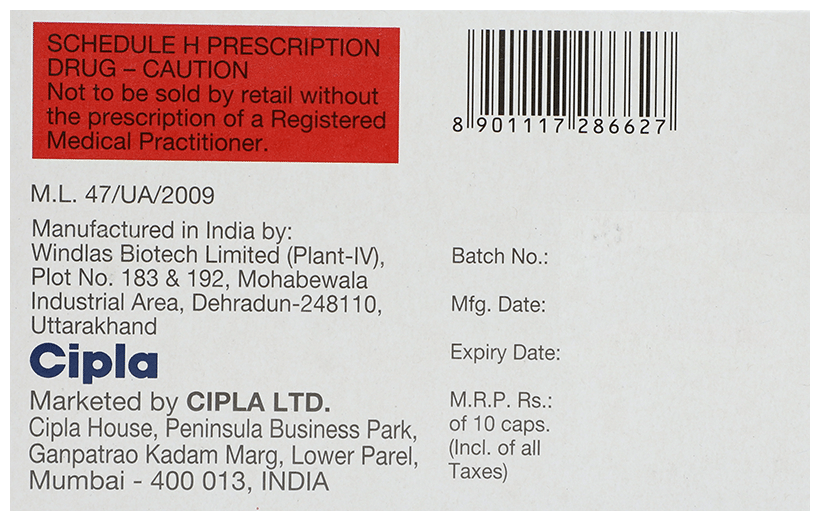 SCHEDULE H PRESCRIPTION
DRUG – CAUTION
Not to be sold by retail without
the prescription of a Registered
Medical Practitioner.
8 901117 286627
M.L. 47/UA/2009
Manufactured in India by:
Windlas Biotech Limited (Plant-IV),
Plot No. 183 & 192, Mohabewala
Industrial Area, Dehradun-248110,
Uttarakhand
Cipla
Marketed by CIPLA LTD.
Cipla House, Peninsula Business Park,
Ganpatrao Kadam Marg, Lower Parel,
Mumbai - 400 013, INDIA
Batch No.:
Mfg. Date:
Expiry Date:
M.R.P. Rs.:
of 10 caps.
(Incl. of all
Taxes)